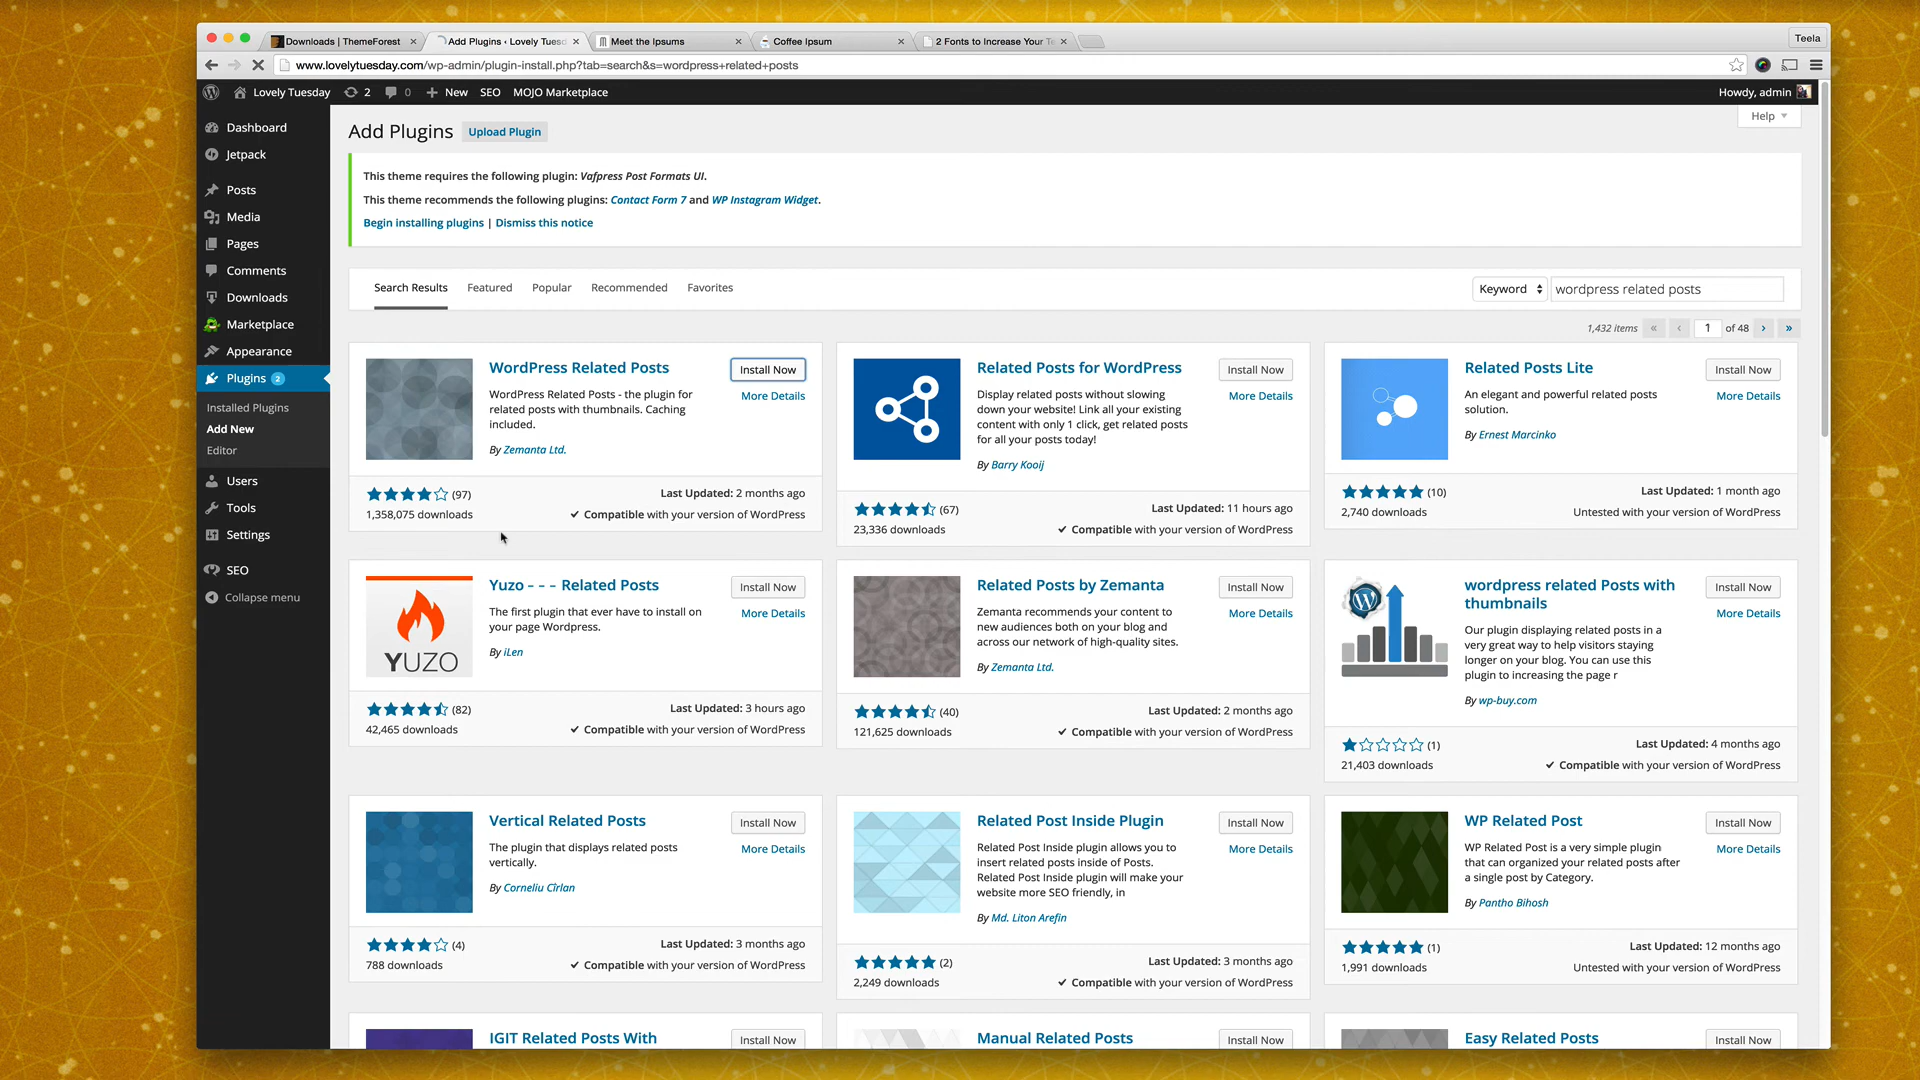 Downloads | ThemeForest
Add Plugins ‹ Lovely Tuesd
Meet the Ipsums
Coffee Ipsum
2 Fonts to Increase Your Te
Teela
www.lovelytuesday.com/wp-admin/plugin-install.php?tab=search&s=wordpress+related+posts
Lovely Tuesday
2
0
New
SEO
MOJO Marketplace
Howdy, admin
Dashboard
Jetpack
Posts
Media
Pages
Comments
Downloads
Marketplace
Appearance
Plugins 2
Installed Plugins
Add New
Editor
Users
Tools
Settings
SEO
Collapse menu
Help
Add Plugins
Upload Plugin
This theme requires the following plugin: Vafpress Post Formats UI.
This theme recommends the following plugins: Contact Form 7 and WP Instagram Widget.
Begin installing plugins | Dismiss this notice
Search Results
Featured
Popular
Recommended
Favorites
Keyword
wordpress related posts
1,432 items « ‹ 1 of 48 › »
WordPress Related Posts
Install Now
More Details
WordPress Related Posts - the plugin for
related posts with thumbnails. Caching
included.
By Zemanta Ltd.
(97)
1,358,075 downloads
Last Updated: 2 months ago
✓ Compatible with your version of WordPress
Related Posts for WordPress
Install Now
More Details
Display related posts without slowing
down your website! Link all your existing
content with only 1 click, get related posts
for all your posts today!
By Barry Kooij
(67)
23,336 downloads
Last Updated: 11 hours ago
✓ Compatible with your version of WordPress
Related Posts Lite
Install Now
More Details
An elegant and powerful related posts
solution.
By Ernest Marcinko
(10)
2,740 downloads
Last Updated: 1 month ago
Untested with your version of WordPress
YUZO
Yuzo - - - Related Posts
Install Now
More Details
The first plugin that ever have to install on
your page Wordpress.
By iLen
(82)
42,465 downloads
Last Updated: 3 hours ago
✓ Compatible with your version of WordPress
Related Posts by Zemanta
Install Now
More Details
Zemanta recommends your content to
new audiences both on your blog and
across our network of high-quality sites.
By Zemanta Ltd.
(40)
121,625 downloads
Last Updated: 2 months ago
✓ Compatible with your version of WordPress
wordpress related Posts with
thumbnails
Install Now
More Details
Our plugin displaying related posts in a
very great way to help visitors staying
longer on your blog. You can use this
plugin to increasing the page r
By wp-buy.com
(1)
21,403 downloads
Last Updated: 4 months ago
✓ Compatible with your version of WordPress
Vertical Related Posts
Install Now
More Details
The plugin that displays related posts
vertically.
By Corneliu Cîrlan
(4)
788 downloads
Last Updated: 3 months ago
✓ Compatible with your version of WordPress
Related Post Inside Plugin
Install Now
More Details
Related Post Inside plugin allows you to
insert related posts inside of Posts.
Related Post Inside plugin will make your
website more SEO friendly, in
By Md. Liton Arefin
(2)
2,249 downloads
Last Updated: 3 months ago
✓ Compatible with your version of WordPress
WP Related Post
Install Now
More Details
WP Related Post is a very simple plugin
that can organized your related posts after
a single post by Category.
By Pantho Bihosh
(1)
1,991 downloads
Last Updated: 12 months ago
Untested with your version of WordPress
IGIT Related Posts With
Install Now
Manual Related Posts
Install Now
Easy Related Posts
Install Now